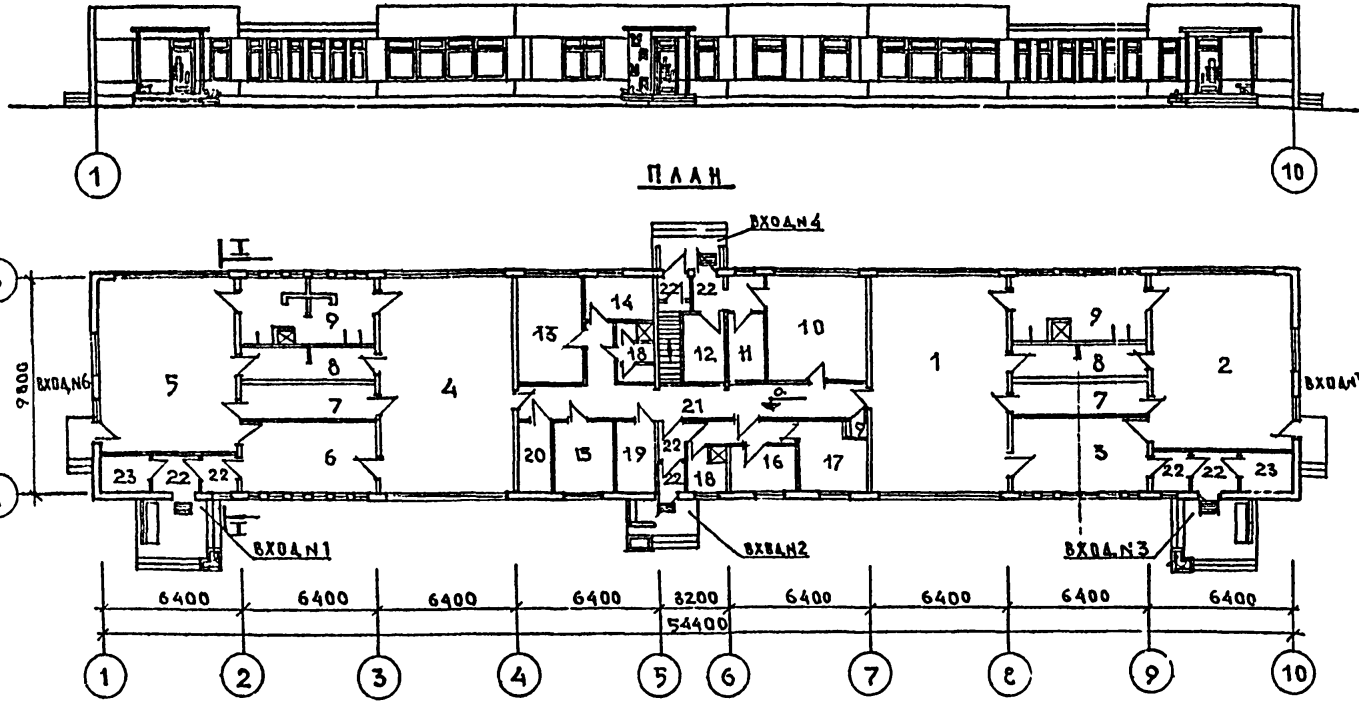 1 10
ПЛАН
ВХОД N4
I
22 22
9 14 9
13 10
18 12 11 1 2
8 8
ВХОД N6 5 4 ВХОД N
9800
7 21 7
6 20 15 19 22 16 17 3
23 22 22 22 18 22 22 23
I
ВХОД N1 ВХОД N2 ВХОД N3
6400 6400 6400 6400 3200 6400 6400 6400 6400
54400
1 2 3 4 5 6 7 8 9 10